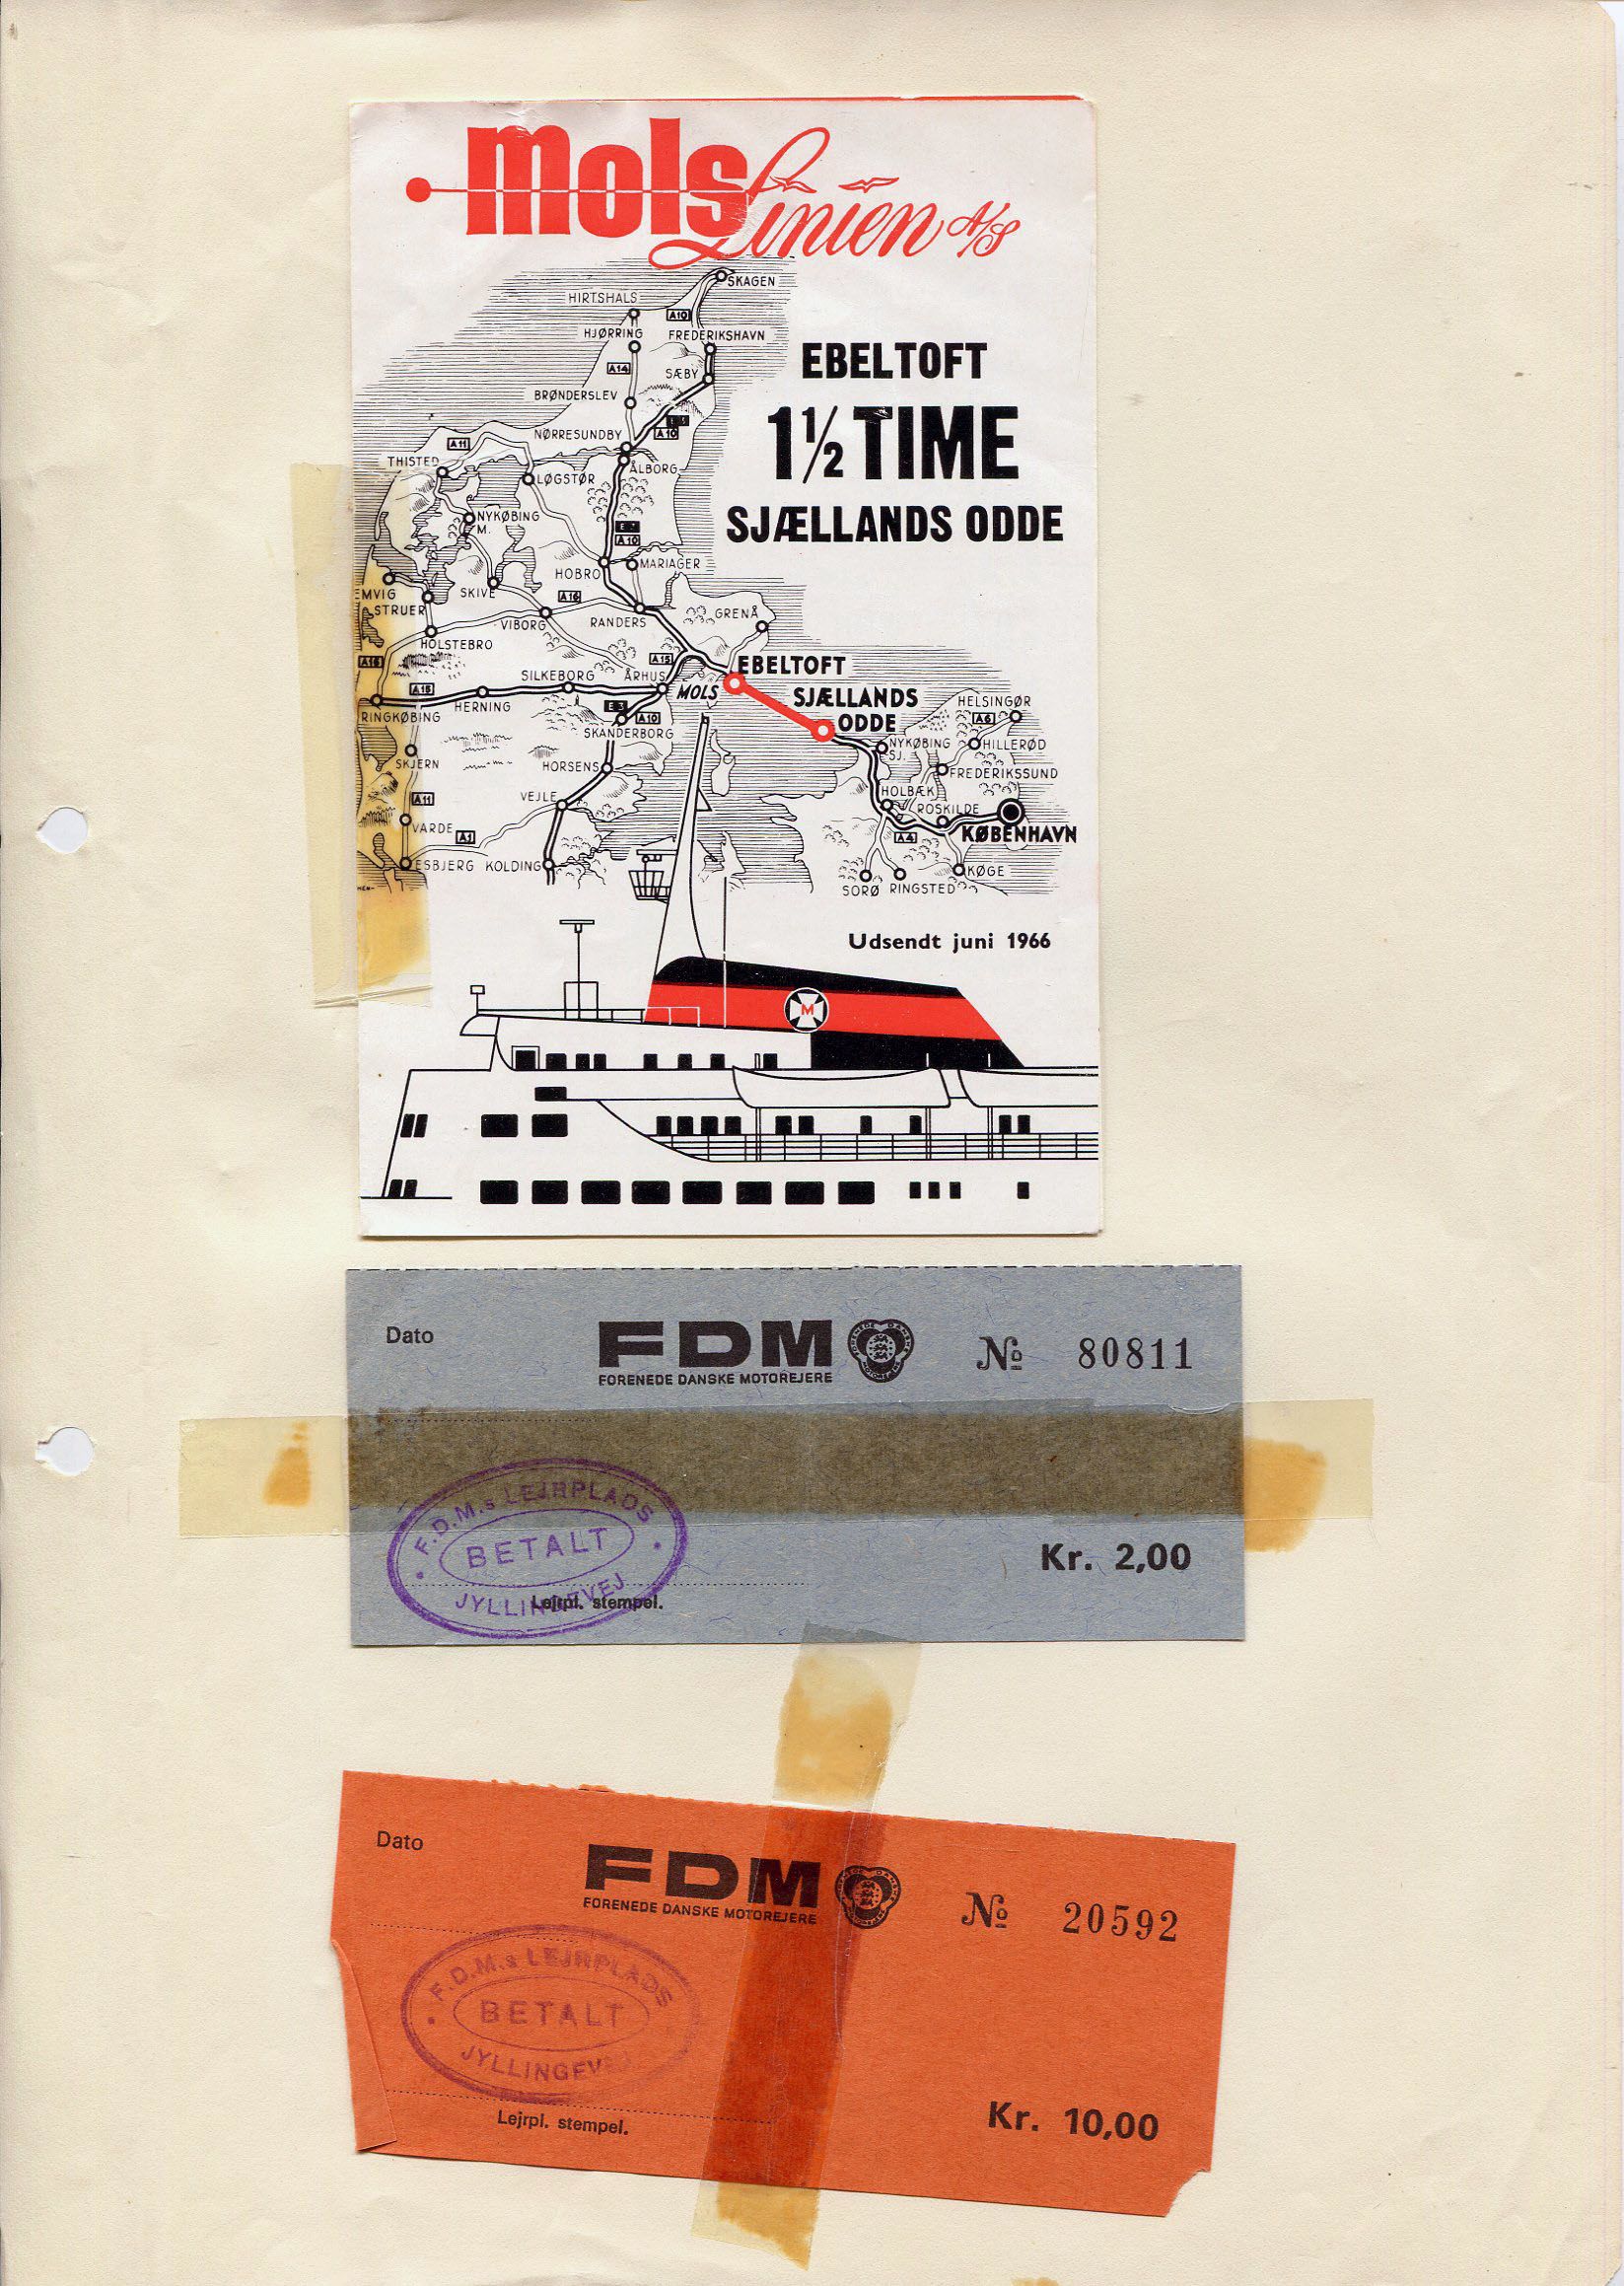 Mols Linien A/S
SKAGEN
HIRTSHALS
A10
HJØRRING
FREDERIKSHAVN
EBELTOFT
A14
SÆBY
BRØNDERSLEV
1½ TIME
NØRRESUNDBY
A10
A11
THISTED
ÅLBORG
LØGSTØR
SJÆLLANDS ODDE
NYKØBING
M.
A10
HOBRO
MARIAGER
EMVIG
SKIVE
A16
STRUER
VIBORG
RANDERS
GRENÅ
HOLSTEBRO
A16
A15
EBELTOFT
SILKEBORG
ÅRHUS
MOLS
A15
SJÆLLANDS
ODDE
HELSINGØR
HERNING
RINGKØBING
A10
A6
SKANDERBORG
NYKØBING
SJ.
HILLERØD
SKJERN
HORSENS
FREDERIKSSUND
HOLBÆK
VEJLE
A11
ROSKILDE
VARDE
A1
A4
KØBENHAVN
ESBJERG
KOLDING
KØGE
SORØ
RINGSTED
Udsendt juni 1966
M
Dato
FDM
FORENEDE DANSKE MOTOREJERE
Nº 80811
F.D.M.s LEJRPLADS
BETALT
JYLLINGEVEJ
Kr. 2,00
Lejrpl. stempel.
Dato
FDM
FORENEDE DANSKE MOTOREJERE
Nº 20592
F.D.M.s LEJRPLADS
BETALT
JYLLINGEV
Kr. 10,00
Lejrpl. stempel.